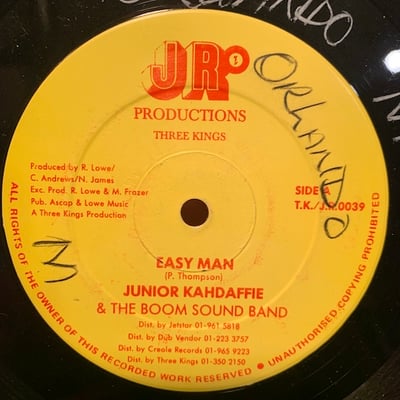 JR
PRODUCTIONS
THREE KINGS
Produced by R. Lowe/
C. Andrews/N. James
Exc. Prod. R. Lowe & M. Frazer
Pub. Ascap & Lowe Music
A Three Kings Production
SIDE A
T.K./J.R.0039
ORLANDO
M
EASY MAN
(P. Thompson)
JUNIOR KAHDAFFIE
& THE BOOM SOUND BAND
Dist. by Jetstar 01-961 5818
Dist. by Dub Vendor 01-223 3757
Dist. by Creole Records 01-965 9223
Dist. by Three Kings 01-350 2150
ALL RIGHTS OF THE OWNER OF THIS RECORDED WORK RESERVED • UNAUTHORISED COPYING PROHIBITED